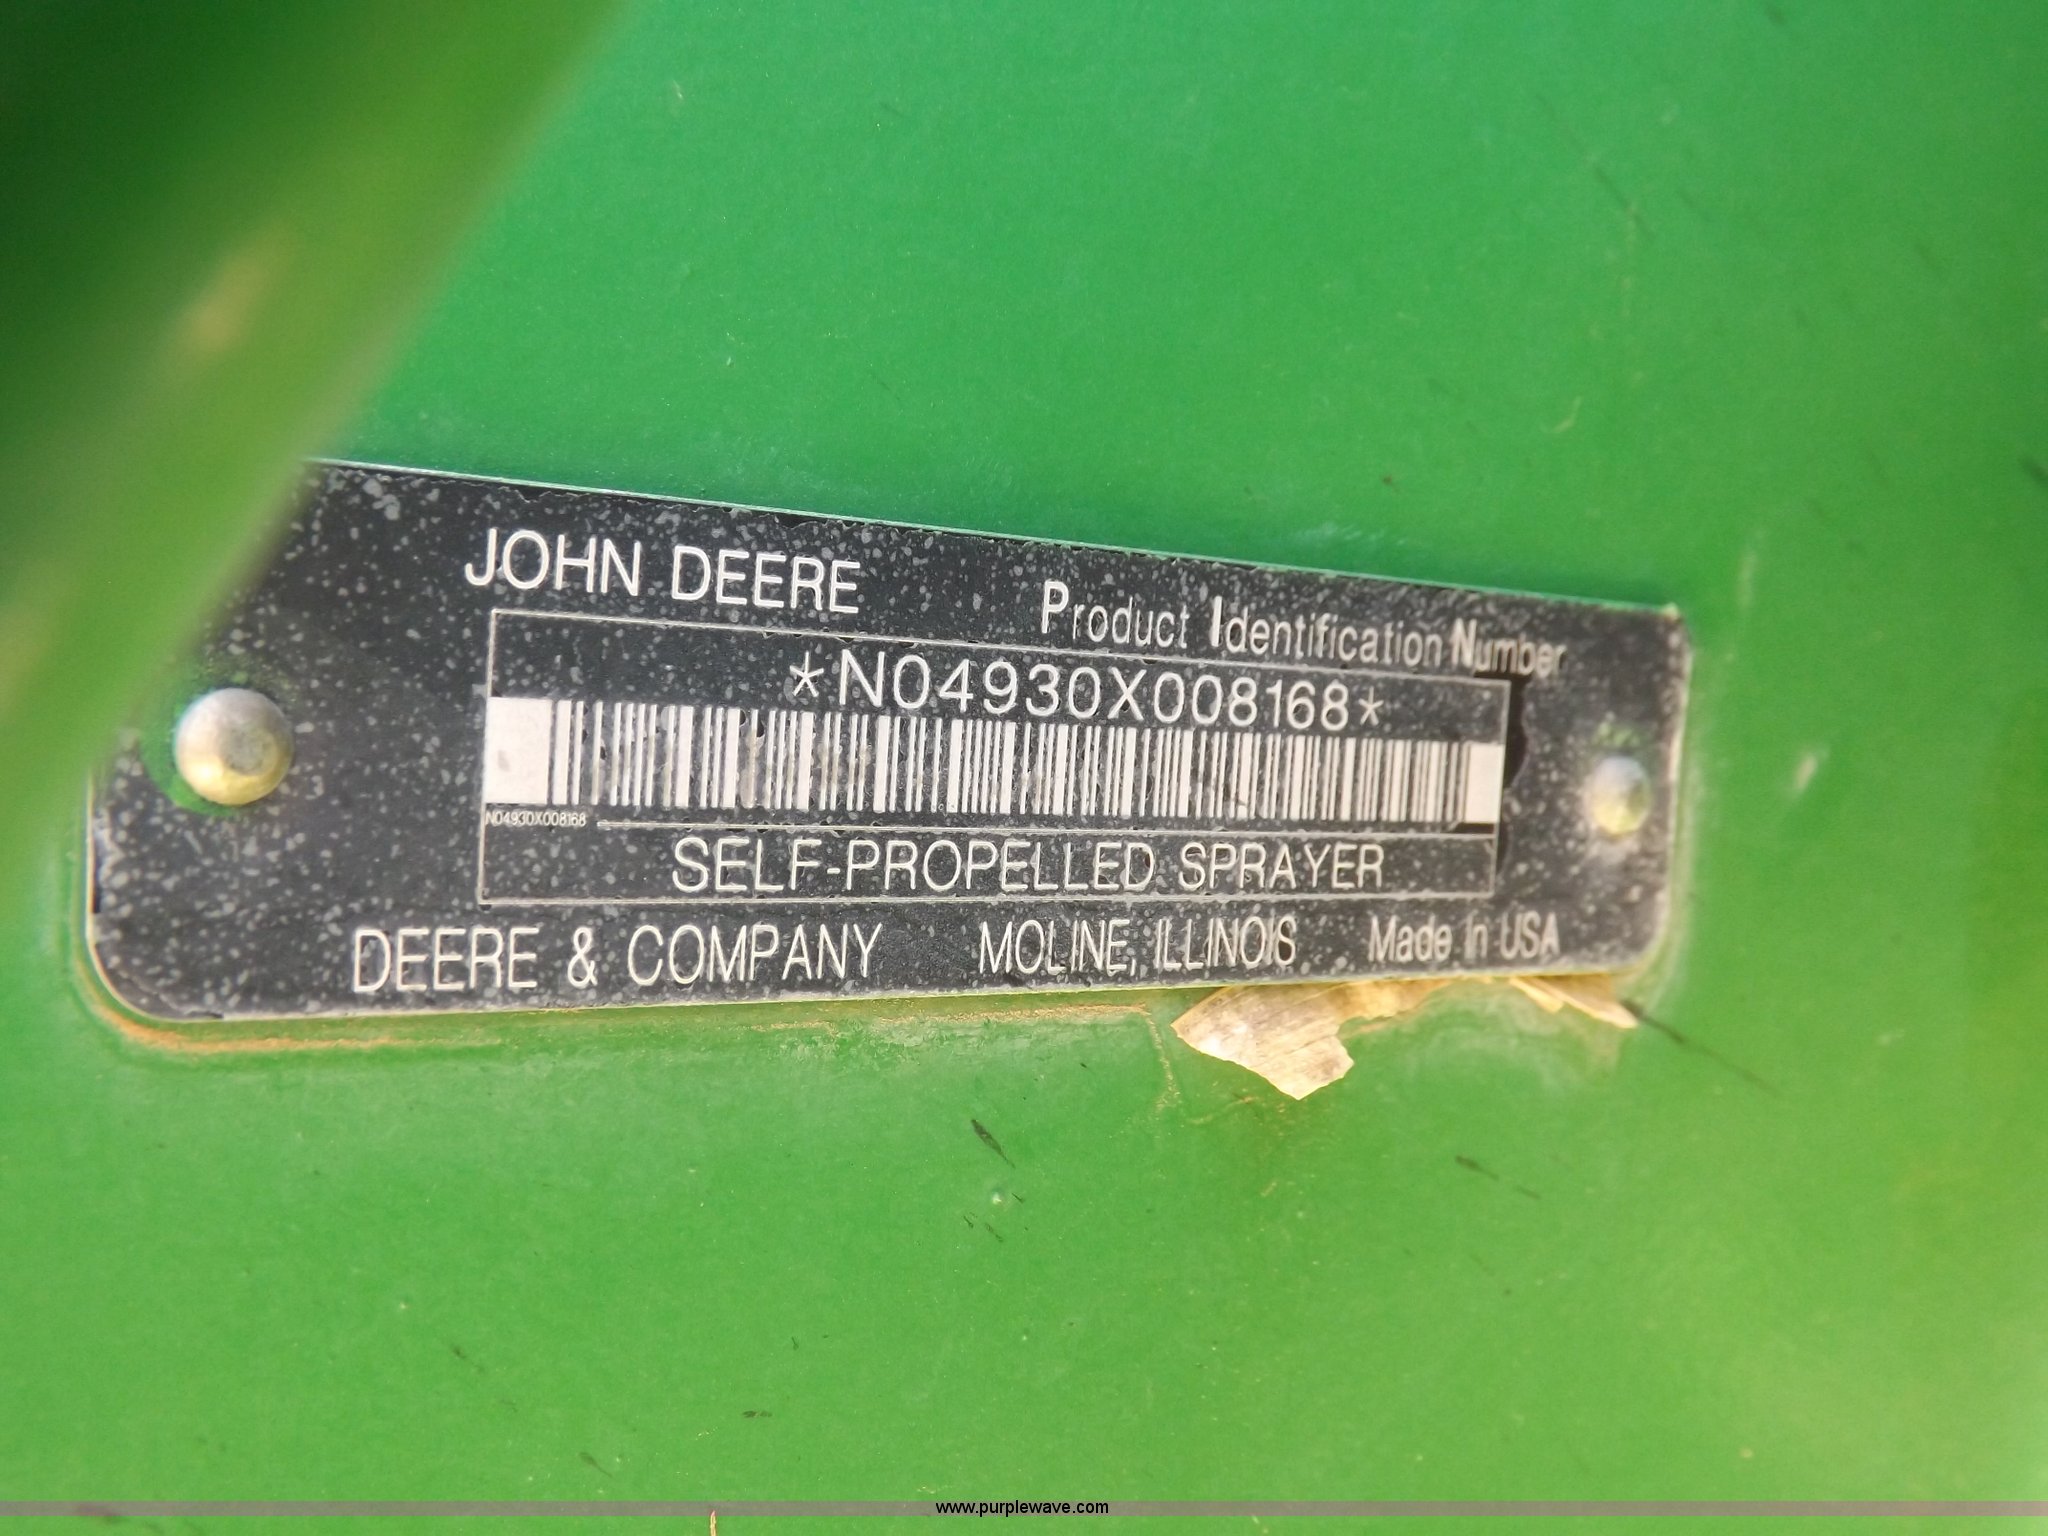 JOHN DEERE
Product Identification Number
*N04930X008168*
N04930X008168
SELF-PROPELLED SPRAYER
DEERE & COMPANY MOLINE, ILLINOIS Made in USA
www.purplewave.com